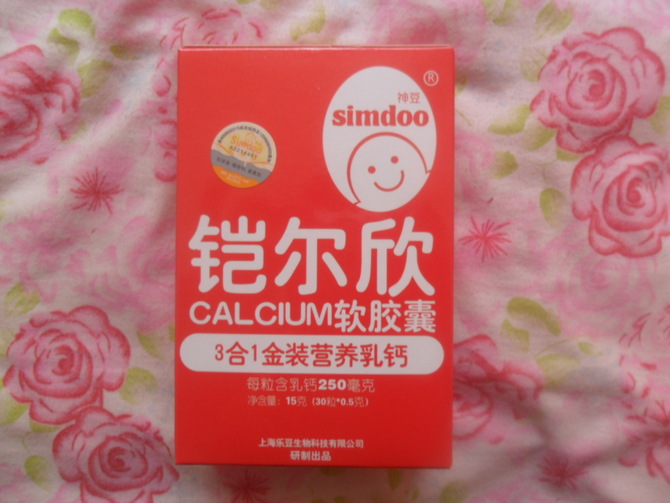 神豆
®
simdoo
Simdoo
铠尔欣
CALCIUM软胶囊
3合1金装营养乳钙
每粒含乳钙250毫克
净含量：15克（30粒*0.5克）
上海乐豆生物科技有限公司
研制出品